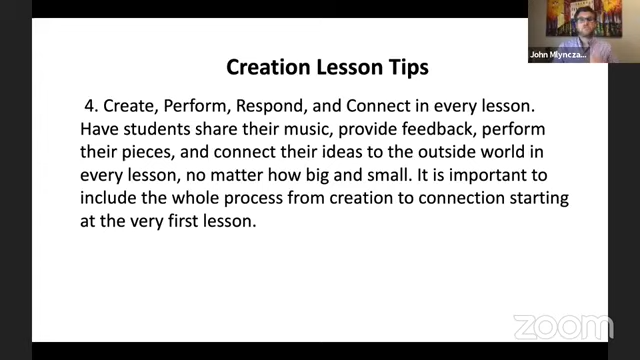 John Mlyncza...
Creation Lesson Tips
4. Create, Perform, Respond, and Connect in every lesson.
Have students share their music, provide feedback, perform
their pieces, and connect their ideas to the outside world in
every lesson, no matter how big and small. It is important to
include the whole process from creation to connection starting
at the very first lesson.
zoom